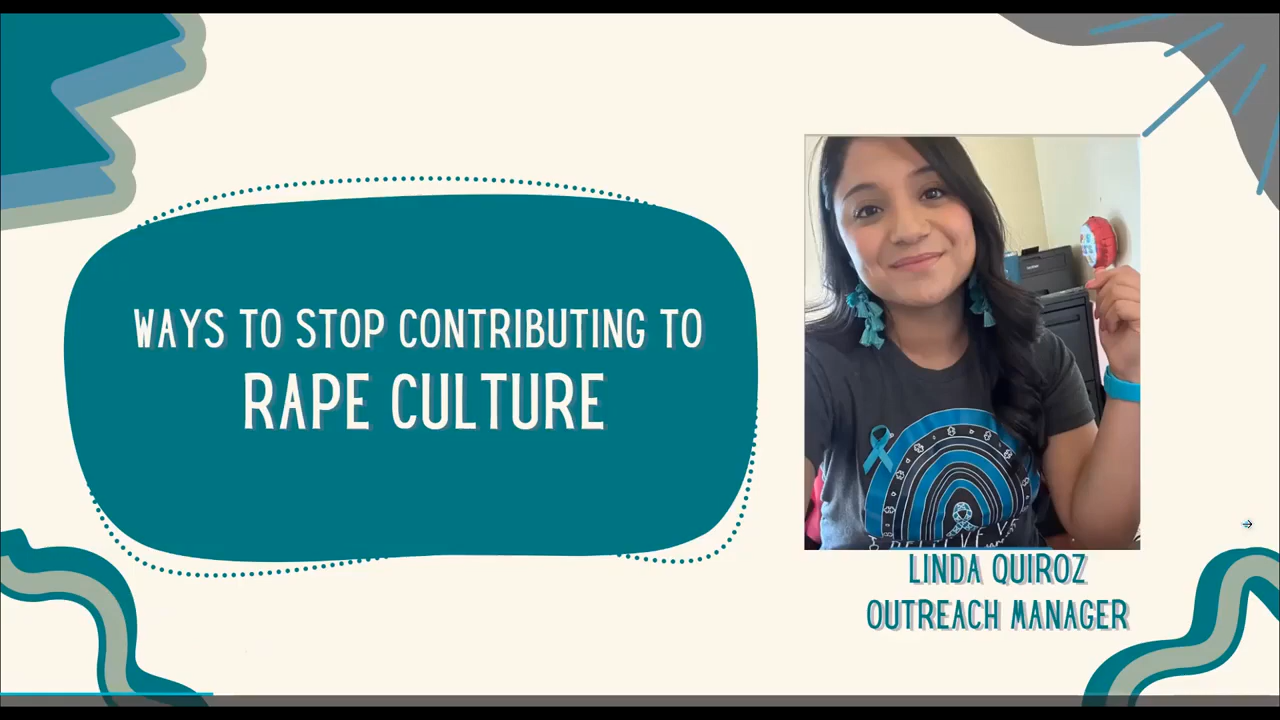 WAYS TO STOP CONTRIBUTING TO
RAPE CULTURE
LINDA QUIROZ
OUTREACH MANAGER